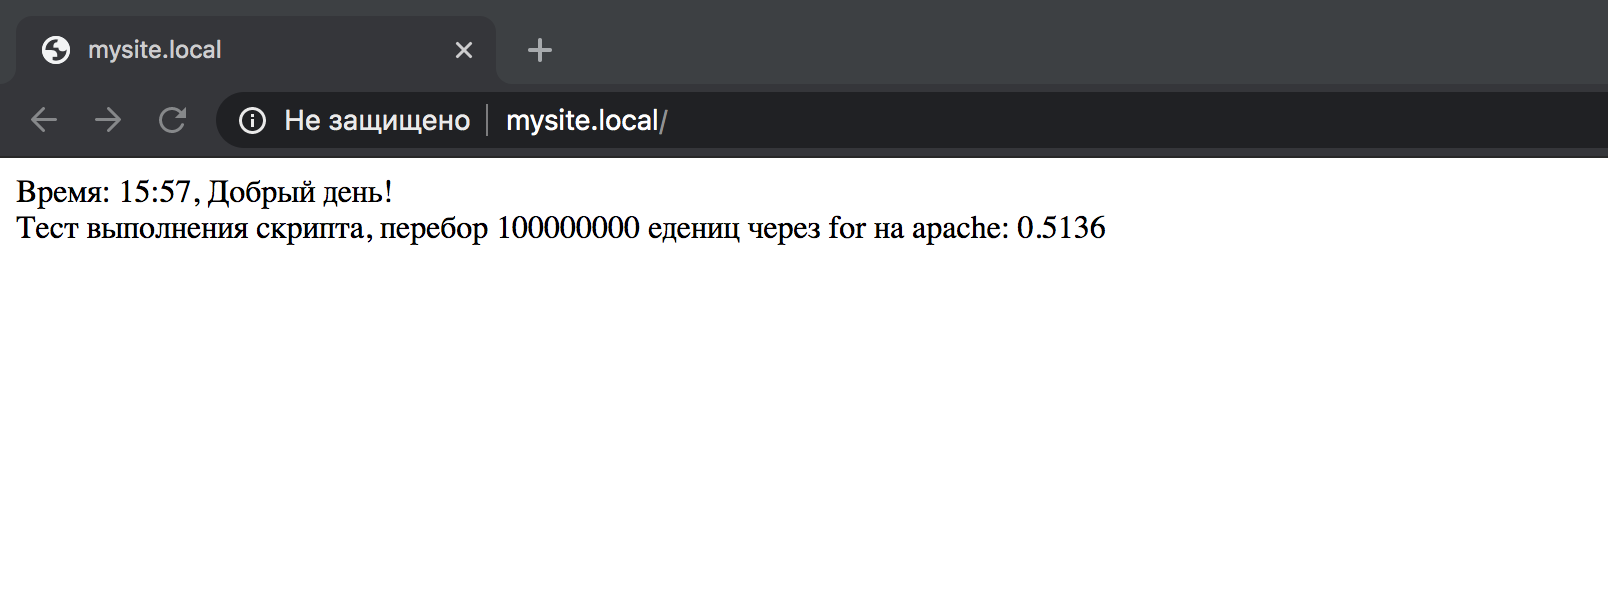 mysite.local
Не защищено mysite.local/
Время: 15:57, Добрый день!
Тест выполнения скрипта, перебор 100000000 едениц через for на apache: 0.5136